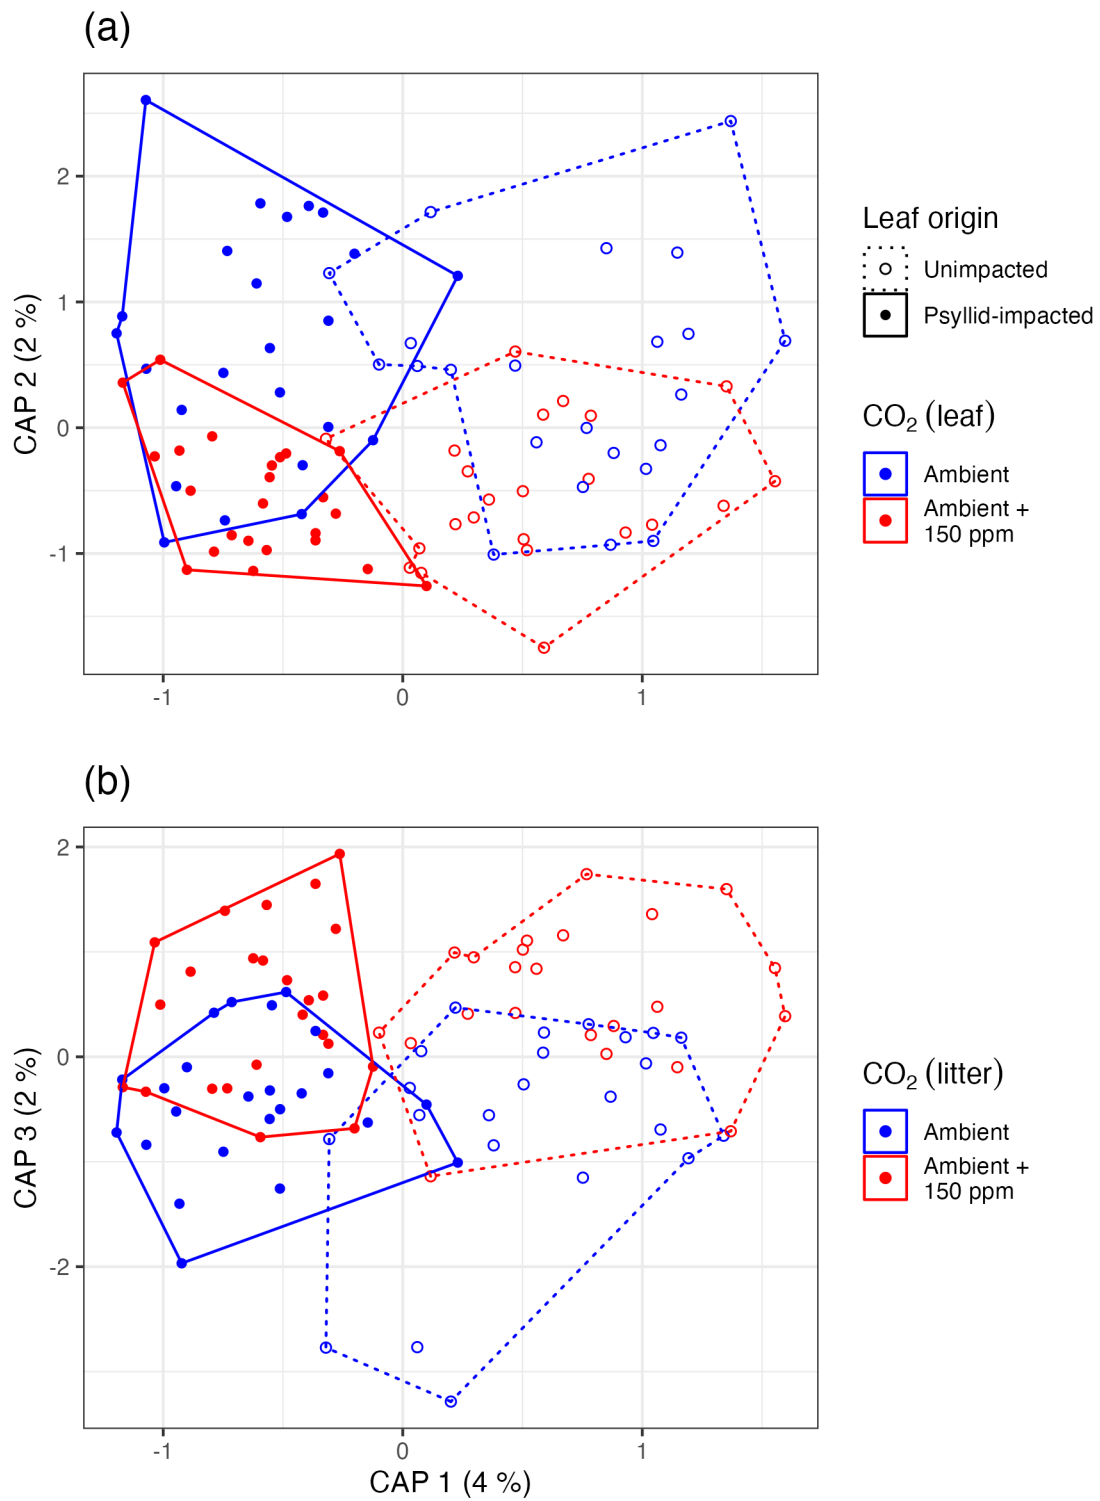 (a)
2
1
0
-1
CAP 2 (2 %)
-1 0 1
Leaf origin
Unimpacted
Psyllid-impacted
CO₂ (leaf)
Ambient
Ambient +
150 ppm
(b)
2
0
-2
CAP 3 (2 %)
-1 0 1
CAP 1 (4 %)
CO₂ (litter)
Ambient
Ambient +
150 ppm